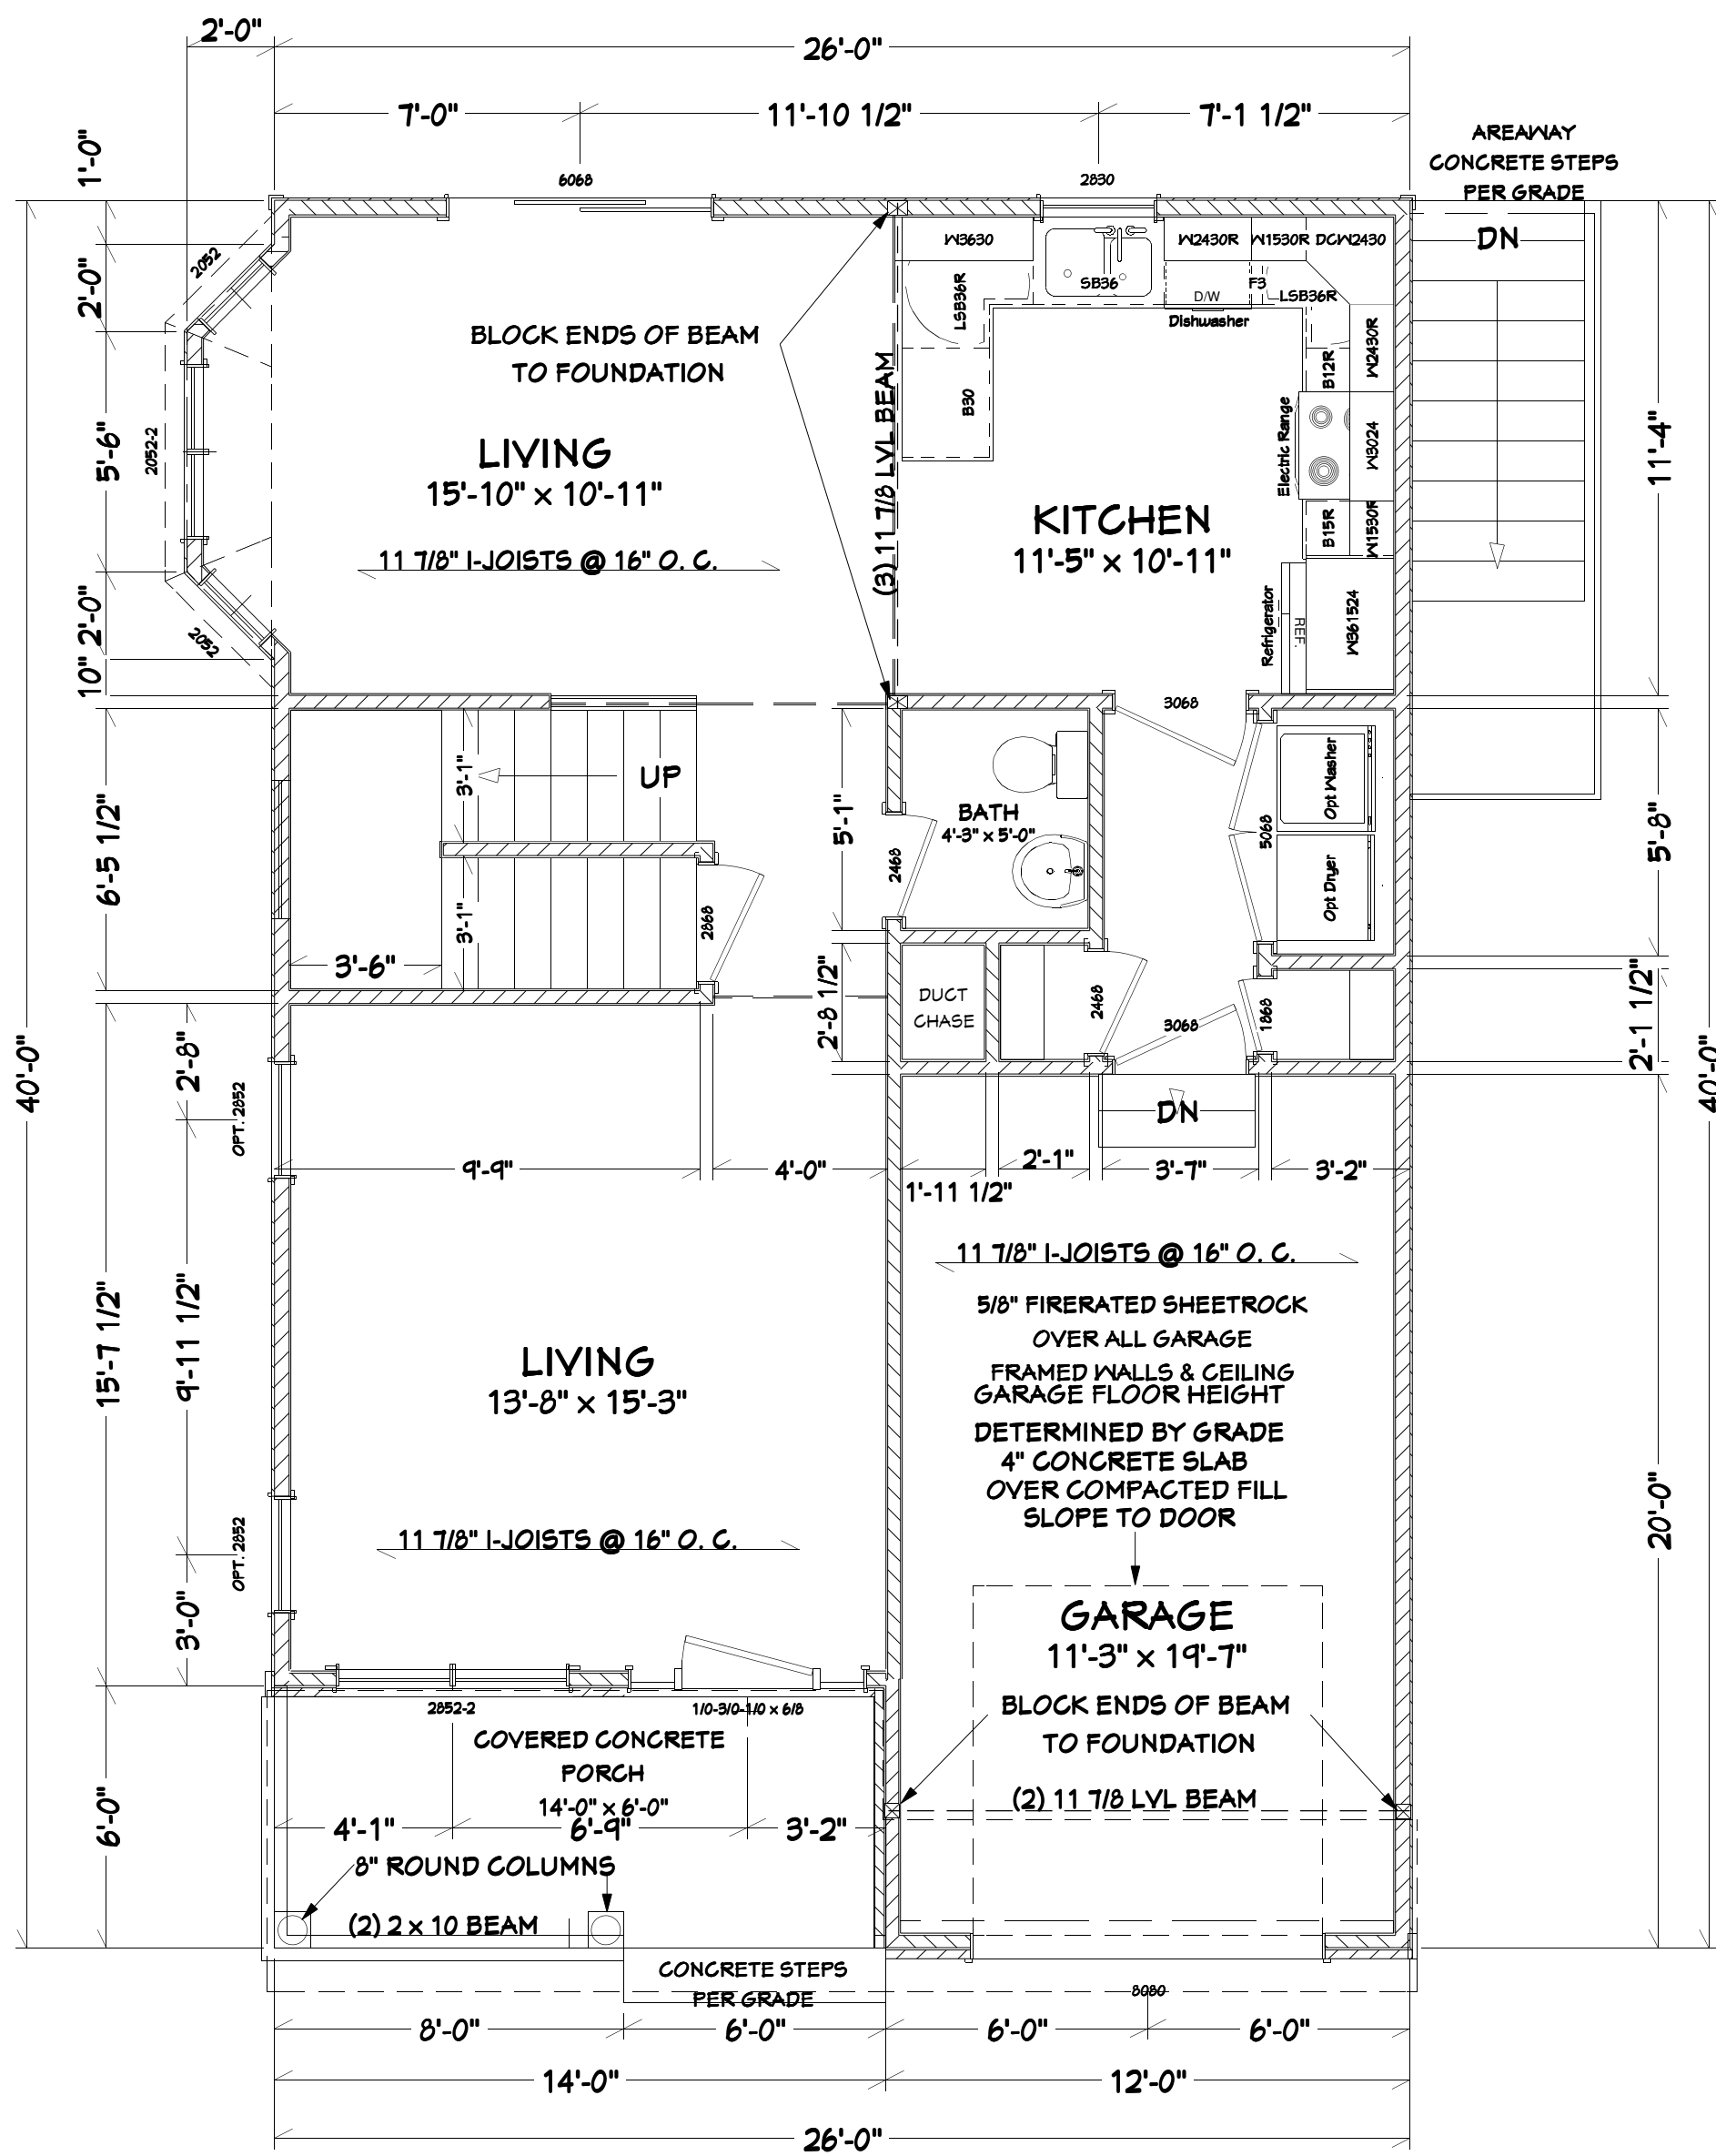 2'-0"
26'-0"
7'-0"
11'-10 1/2"
7'-1 1/2"
AREAWAY
CONCRETE STEPS
PER GRADE
DN
1'-0"
6068
2830
2'-0"
2052
5'-6"
2052-2
2'-0"
2052
10"
W3630
W2430R
W1530R
DCW2430
LSB36R
SB36
D/W
F3
LSB36R
Dishwasher
BLOCK ENDS OF BEAM
TO FOUNDATION
(3) 11 7/8 LVL BEAM
B30
B12R
W2430R
Electric Range
W3024
B15R
W1530R
11'-4"
LIVING
15'-10" x 10'-11"
KITCHEN
11'-5" x 10'-11"
11 7/8" I-JOISTS @ 16" O. C.
Refrigerator
REF.
W361524
3068
3'-1"
UP
5'-1"
BATH
4'-3" x 5'-0"
Opt Washer
5068
5'-8"
6'-5 1/2"
2468
Opt Dryer
3'-1"
2868
3'-6"
2'-8 1/2"
DUCT
CHASE
2468
3068
1868
2'-1 1/2"
40'-0"
40'-0"
2'-8"
OPT. 2852
DN
9'-9"
4'-0"
2'-1"
3'-7"
3'-2"
1'-11 1/2"
11 7/8" I-JOISTS @ 16" O. C.
5/8" FIRERATED SHEETROCK
OVER ALL GARAGE
FRAMED WALLS & CEILING
GARAGE FLOOR HEIGHT
DETERMINED BY GRADE
4" CONCRETE SLAB
OVER COMPACTED FILL
SLOPE TO DOOR
15'-7 1/2"
9'-11 1/2"
LIVING
13'-8" x 15'-3"
20'-0"
11 7/8" I-JOISTS @ 16" O. C.
OPT. 2852
3'-0"
GARAGE
11'-3" x 19'-7"
BLOCK ENDS OF BEAM
TO FOUNDATION
(2) 11 7/8 LVL BEAM
2852-2
1/0-3/0-1/0 x 6/8
COVERED CONCRETE
PORCH
14'-0" x 6'-0"
6'-0"
4'-1"
6'-9"
3'-2"
8" ROUND COLUMNS
(2) 2 x 10 BEAM
CONCRETE STEPS
PER GRADE
8080
8'-0"
6'-0"
6'-0"
6'-0"
14'-0"
12'-0"
26'-0"